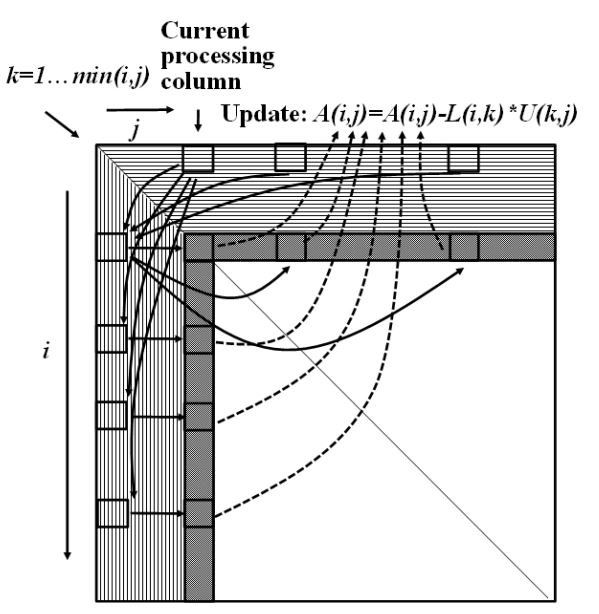 Current
processing
k=1…min(i,j) column
j
Update: A(i,j)=A(i,j)-L(i,k)*U(k,j)
i